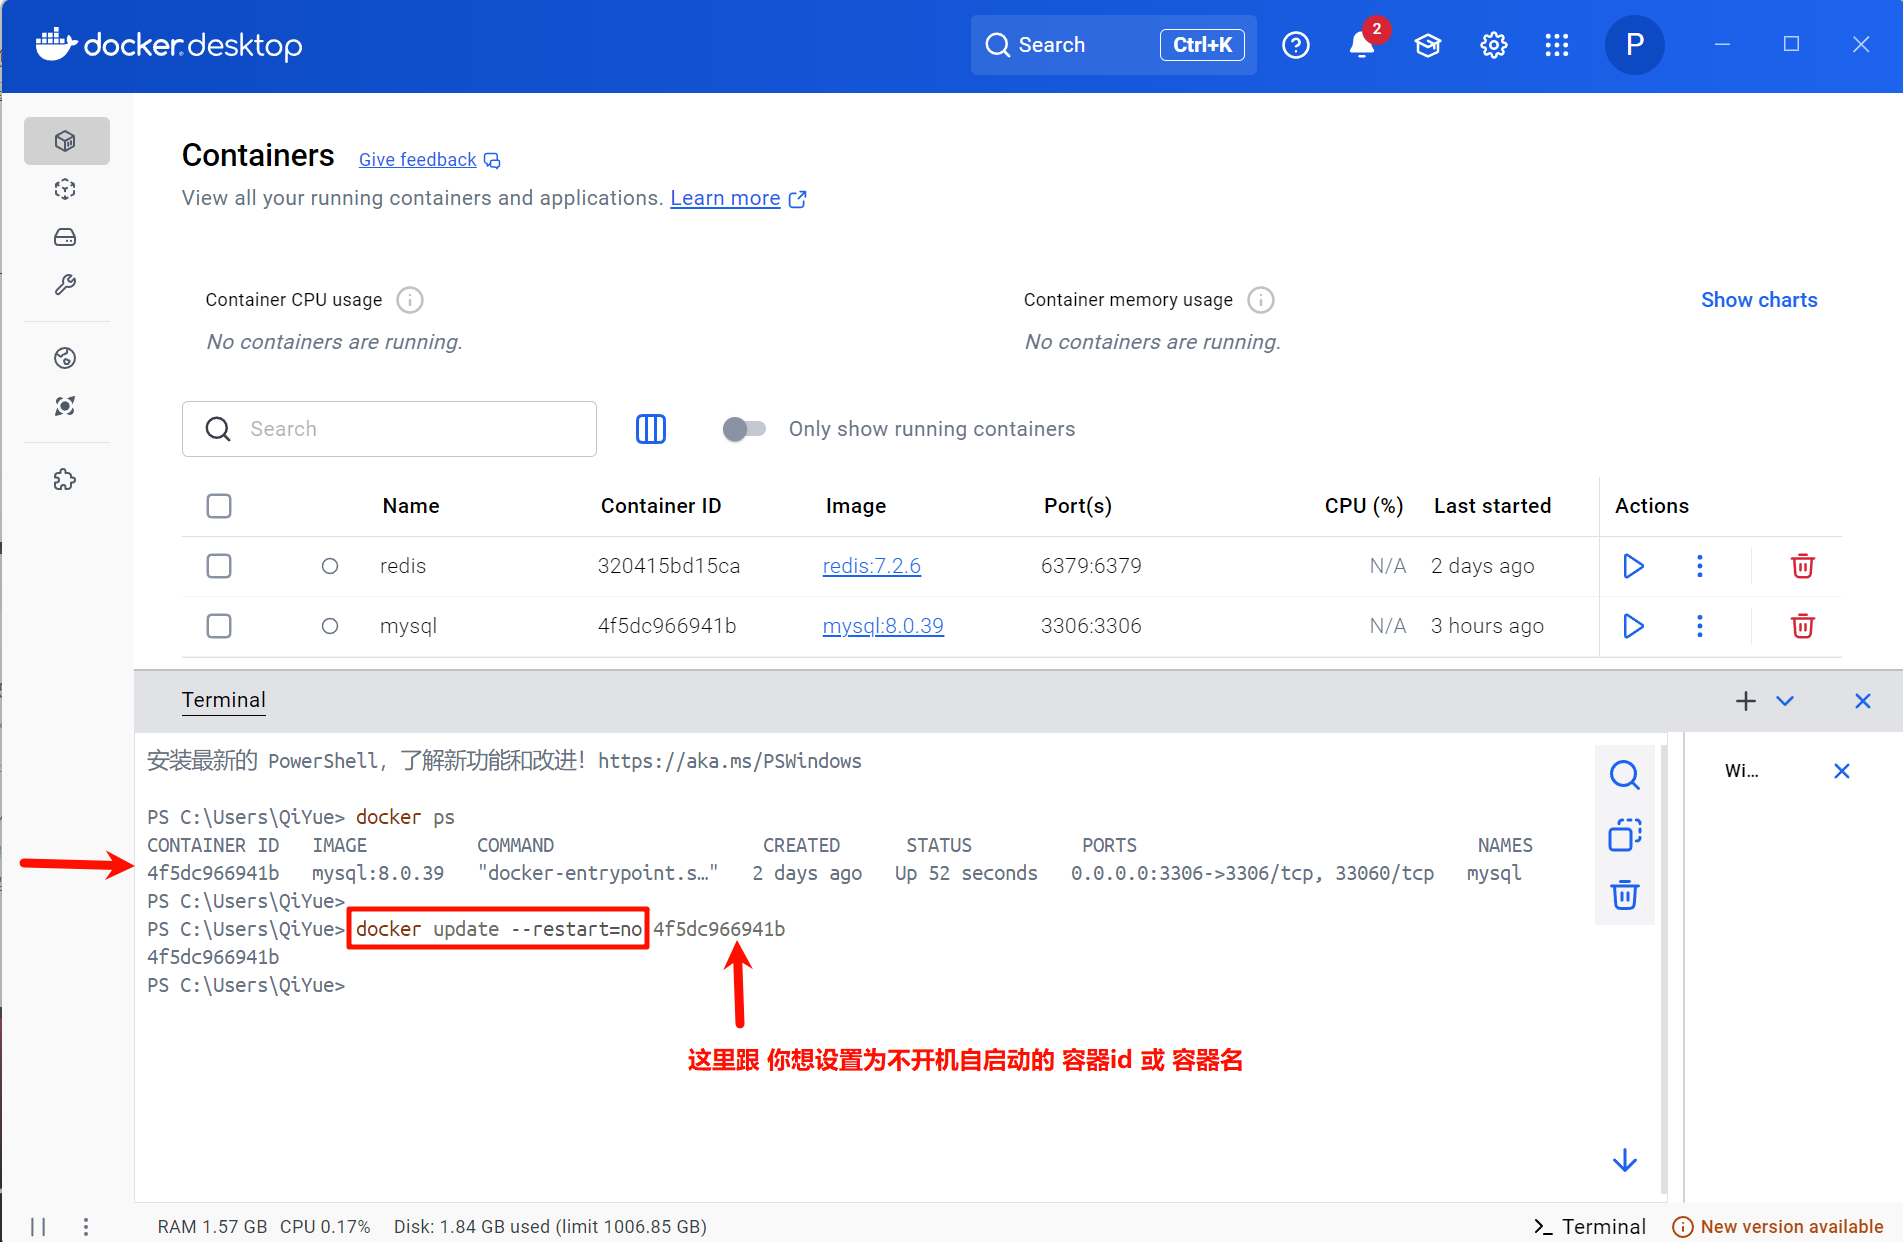 docker desktop
Search Ctrl+K
2
P
Containers Give feedback
View all your running containers and applications. Learn more
Container CPU usage
No containers are running.
Container memory usage
No containers are running.
Show charts
Search
Only show running containers
Name Container ID Image Port(s) CPU (%) Last started Actions
redis 320415bd15ca redis:7.2.6 6379:6379 N/A 2 days ago
mysql 4f5dc966941b mysql:8.0.39 3306:3306 N/A 3 hours ago
Terminal
安装最新的 PowerShell，了解新功能和改进！https://aka.ms/PSWindows
PS C:\Users\QiYue> docker ps
CONTAINER ID IMAGE COMMAND CREATED STATUS PORTS NAMES
4f5dc966941b mysql:8.0.39 "docker-entrypoint.s…" 2 days ago Up 52 seconds 0.0.0.0:3306->3306/tcp, 33060/tcp mysql
PS C:\Users\QiYue>
PS C:\Users\QiYue> docker update --restart=no 4f5dc966941b
4f5dc966941b
PS C:\Users\QiYue>
这里跟 你想设置为不开机自启动的 容器id 或 容器名
Wi...
RAM 1.57 GB CPU 0.17% Disk: 1.84 GB used (limit 1006.85 GB)
>_ Terminal
New version available